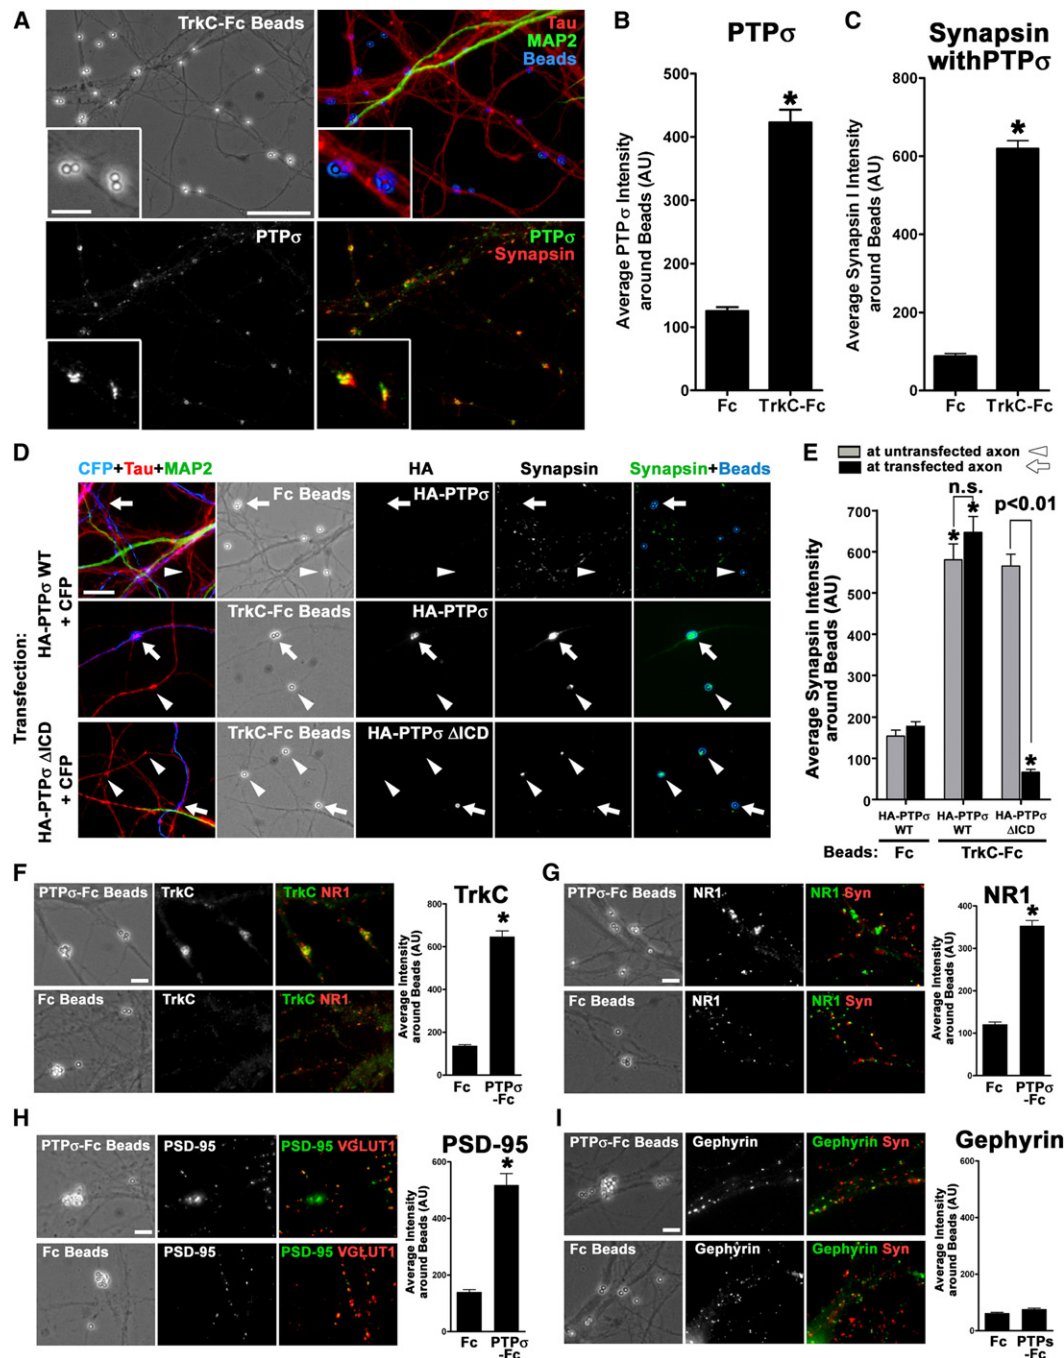 A
TrkC-Fc Beads
Tau
MAP2
Beads
PTPσ
PTPσ
Synapsin
B
PTPσ
Average PTP σ Intensity
around Beads (AU)
500
400
300
200
100
0
*
Fc
TrkC-Fc
C
Synapsin
withPTPσ
Average Synapsin I Intensity
around Beads (AU)
800
600
400
200
0
*
Fc
TrkC-Fc
D
CFP+Tau+MAP2
HA
Synapsin
Synapsin+Beads
Transfection:
HA-PTPσ WT
+ CFP
HA-PTPσ ΔICD
+ CFP
Fc Beads
HA-PTPσ
TrkC-Fc Beads
HA-PTPσ
TrkC-Fc Beads
HA-PTPσ ΔICD
E
at untransfected axon
at transfected axon
n.s.
p<0.01
* * *
Average Synapsin Intensity
around Beads (AU)
700
600
500
400
300
200
100
0
HA-PTPσ WT
HA-PTPσ WT
HA-PTPσ ΔICD
Beads: Fc TrkC-Fc
F
PTPσ-Fc Beads
TrkC
TrkC NR1
Fc Beads
TrkC
TrkC NR1
TrkC
Average Intensity
around Beads (AU)
800
600
400
200
0
*
Fc
PTPσ
-Fc
G
PTPσ-Fc Beads
NR1
NR1 Syn
Fc Beads
NR1
NR1 Syn
NR1
Average Intensity
around Beads (AU)
400
300
200
100
0
*
Fc
PTPσ
-Fc
H
PTPσ-Fc Beads
PSD-95
PSD-95 VGLUT1
Fc Beads
PSD-95
PSD-95 VGLUT1
PSD-95
Average Intensity
around Beads (AU)
600
400
200
0
*
Fc
PTPσ
-Fc
I
PTPσ-Fc Beads
Gephyrin
Gephyrin Syn
Fc Beads
Gephyrin
Gephyrin Syn
Gephyrin
Average Intensity
around Beads (AU)
600
400
200
0
Fc
PTPs
-Fc